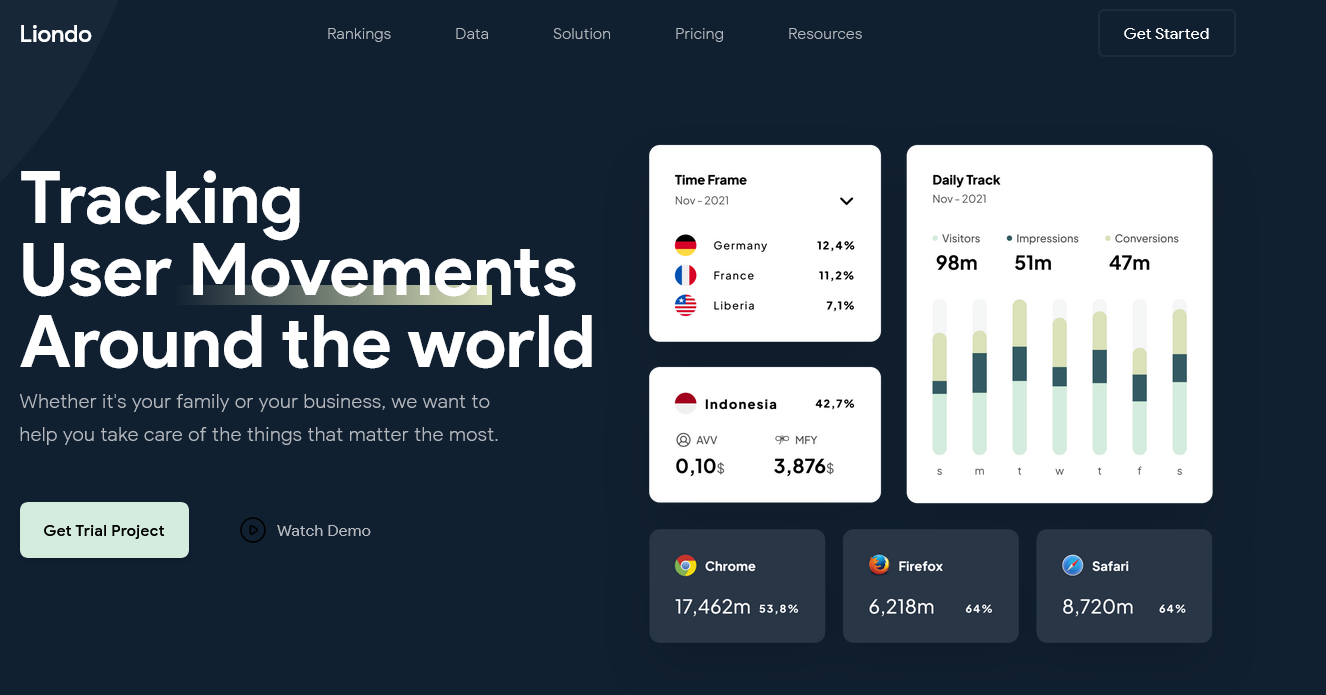 Liondo
Rankings
Data
Solution
Pricing
Resources
Get Started
Tracking
User Movements
Around the world
Whether it's your family or your business, we want to
help you take care of the things that matter the most.
Get Trial Project
Watch Demo
Time Frame
Nov - 2021
Germany 12,4%
France 11,2%
Liberia 7,1%
Indonesia 42,7%
AVV MFY
0,10$ 3,876$
Daily Track
Nov - 2021
Visitors Impressions Conversions
98m 51m 47m
s m t w t f s
Chrome
17,462m 53,8%
Firefox
6,218m 64%
Safari
8,720m 64%